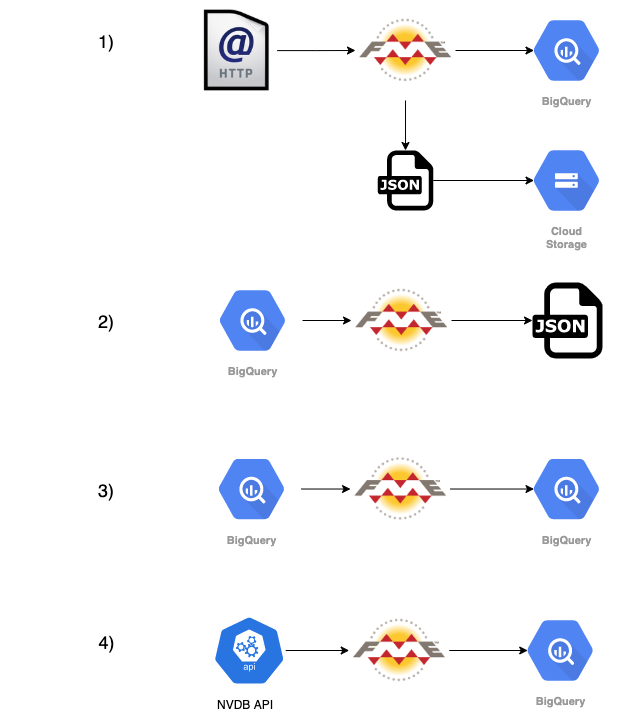 1)
@
HTTP
FME
BigQuery
JSON
Cloud
Storage
2)
FME
JSON
BigQuery
3)
FME
BigQuery
BigQuery
4)
api
FME
NVDB API
BigQuery